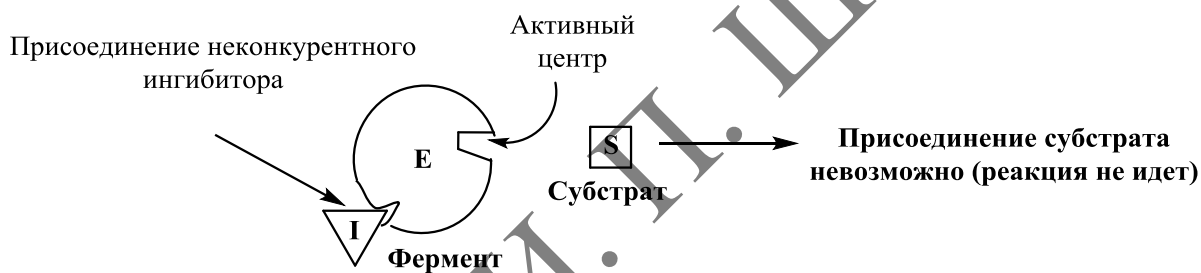 Присоединение неконкурентного
ингибитора
Активный
центр
E
S
I
Субстрат
Фермент
Присоединение субстрата
невозможно (реакция не идет)
И. П. Ш